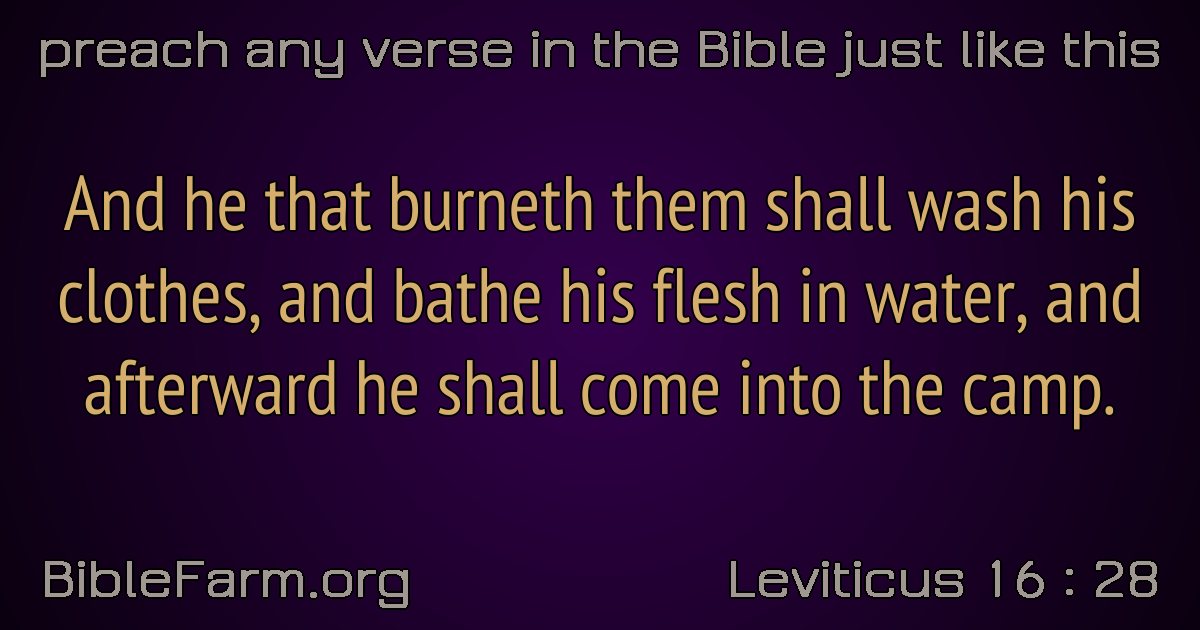 preach any verse in the Bible just like this
And he that burneth them shall wash his
clothes, and bathe his flesh in water, and
afterward he shall come into the camp.
BibleFarm.org
Leviticus 16 : 28